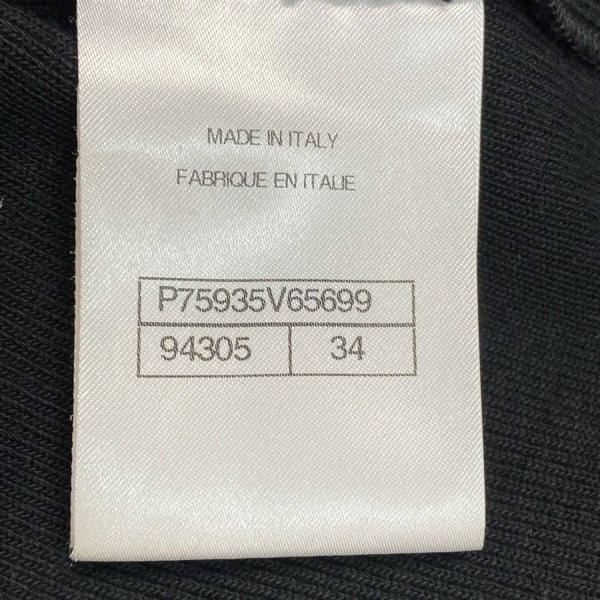 MADE IN ITALY
FABRIQUE EN ITALIE
P75935V65699
94305 34